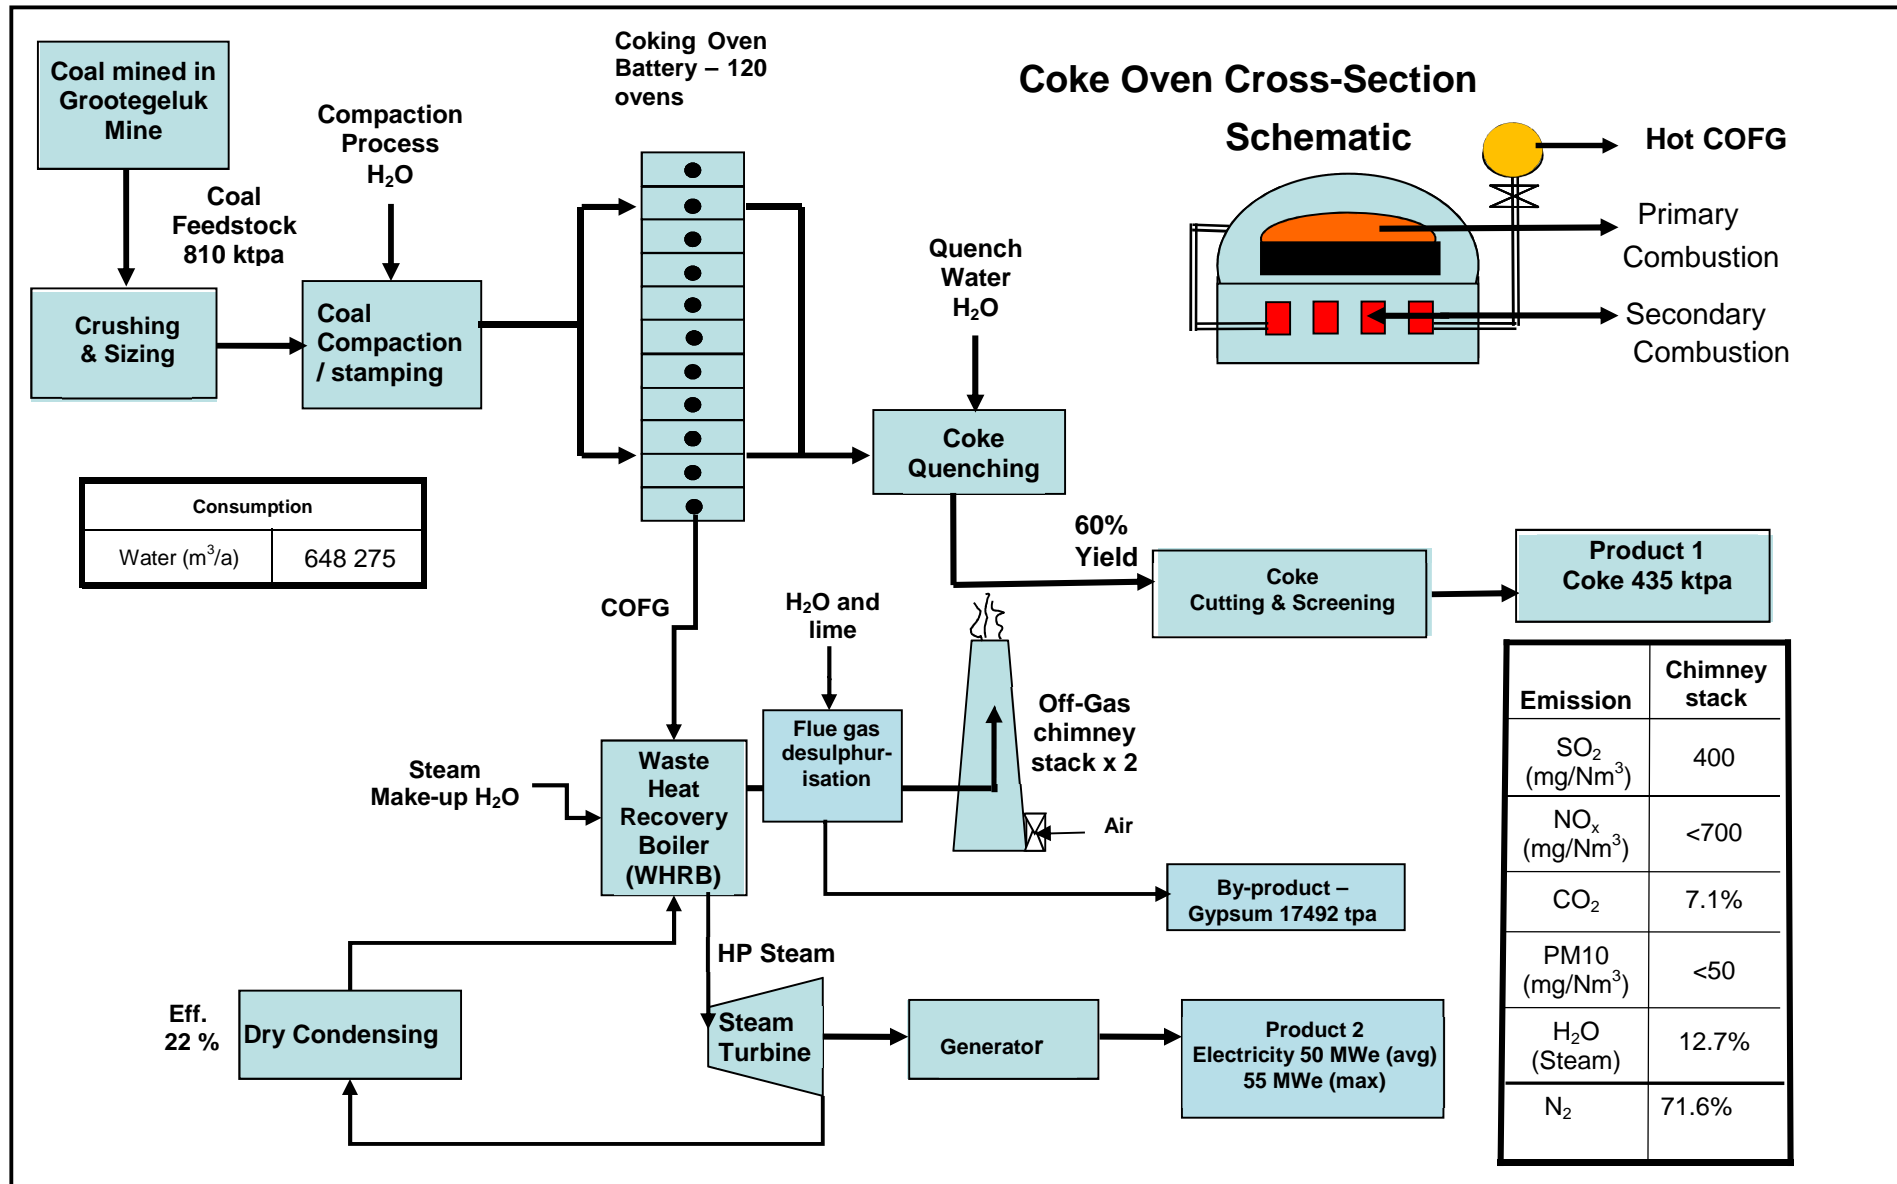 Coal mined in
Grootegeluk
Mine
Coking Oven
Battery – 120
ovens
Coke Oven Cross-Section
Schematic
Hot COFG
Primary
Combustion
Secondary
Combustion
Compaction
Process
H₂O
Coal
Feedstock
810 ktpa
Crushing
& Sizing
Coal
Compaction
/ stamping
Quench
Water
H₂O
Coke
Quenching
Consumption
Water (m³/a) 648 275
60%
Yield
Coke
Cutting & Screening
Product 1
Coke 435 ktpa
COFG
H₂O and
lime
Flue gas
desulphur-
isation
Off-Gas
chimney
stack x 2
Air
Steam
Make-up H₂O
Waste
Heat
Recovery
Boiler
(WHRB)
By-product –
Gypsum 17492 tpa
HP Steam
Eff.
22 %
Dry Condensing
Steam
Turbine
Generator
Product 2
Electricity 50 MWe (avg)
55 MWe (max)
Emission Chimney
stack
SO₂
(mg/Nm³) 400
NOₓ
(mg/Nm³) <700
CO₂ 7.1%
PM10
(mg/Nm³) <50
H₂O
(Steam) 12.7%
N₂ 71.6%